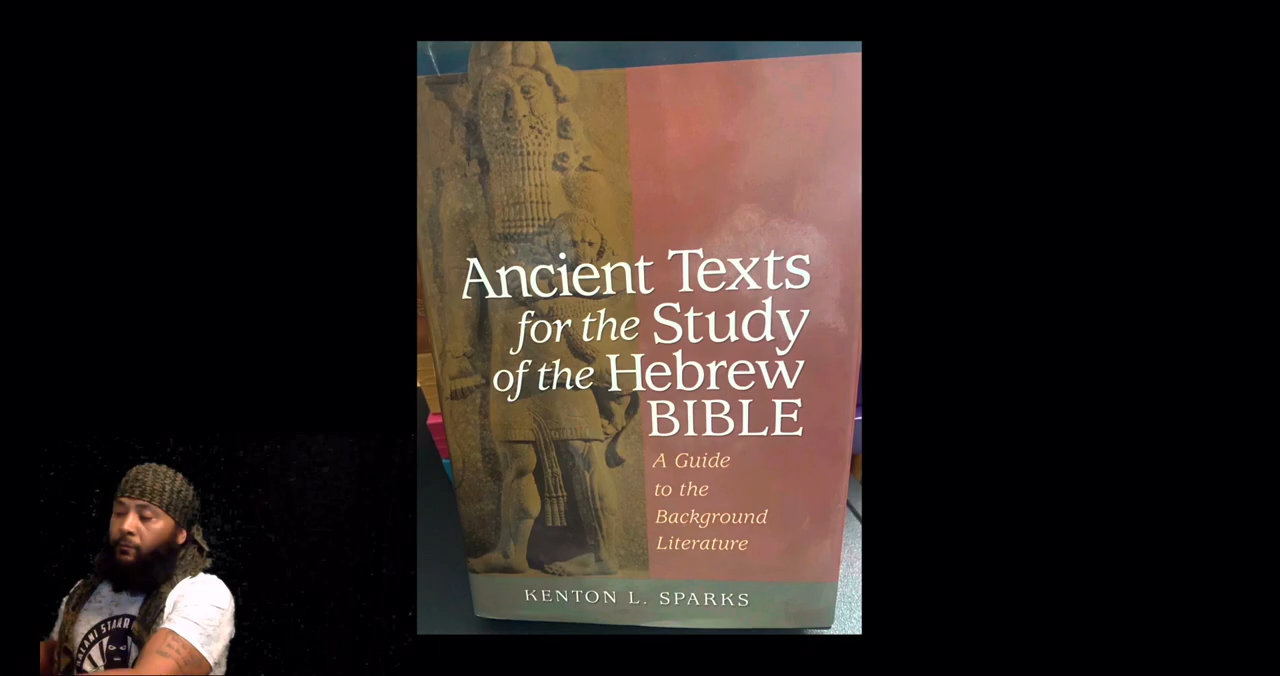 Ancient Texts
for the Study
of the Hebrew
BIBLE
A Guide
to the
Background
Literature
KENTON L. SPARKS